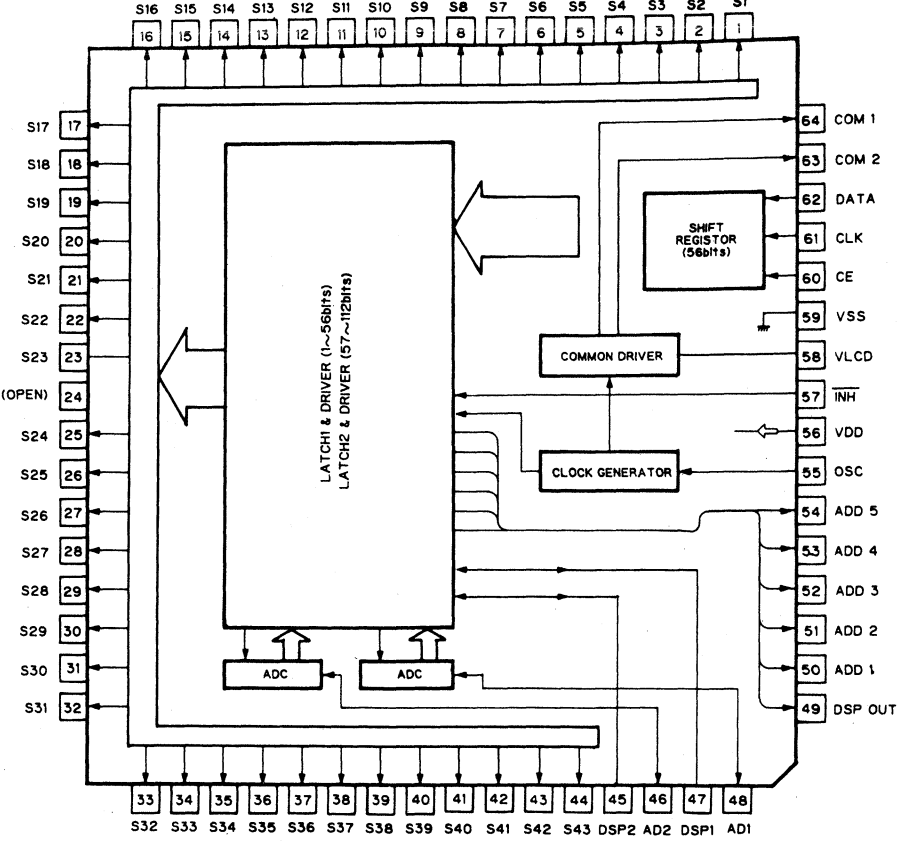 S16 S15 S14 S13 S12 S11 S10 S9 S8 S7 S6 S5 S4 S3 S2 S1
16 15 14 13 12 11 10 9 8 7 6 5 4 3 2 1
S17 17
S18 18
S19 19
S20 20
S21 21
S22 22
S23 23
(OPEN) 24
S24 25
S25 26
S26 27
S27 28
S28 29
S29 30
S30 31
S31 32
LATCH1 & DRIVER (1~56bits)
LATCH2 & DRIVER (57~112bits)
SHIFT
REGISTOR
(56bits)
COMMON DRIVER
CLOCK GENERATOR
ADC
ADC
64 COM 1
63 COM 2
62 DATA
61 CLK
60 CE
59 VSS
58 VLCD
57 INH
56 VDD
55 OSC
54 ADD 5
53 ADD 4
52 ADD 3
51 ADD 2
50 ADD 1
49 DSP OUT
33 34 35 36 37 38 39 40 41 42 43 44 45 46 47 48
S32 S33 S34 S35 S36 S37 S38 S39 S40 S41 S42 S43 DSP2 AD2 DSP1 AD1